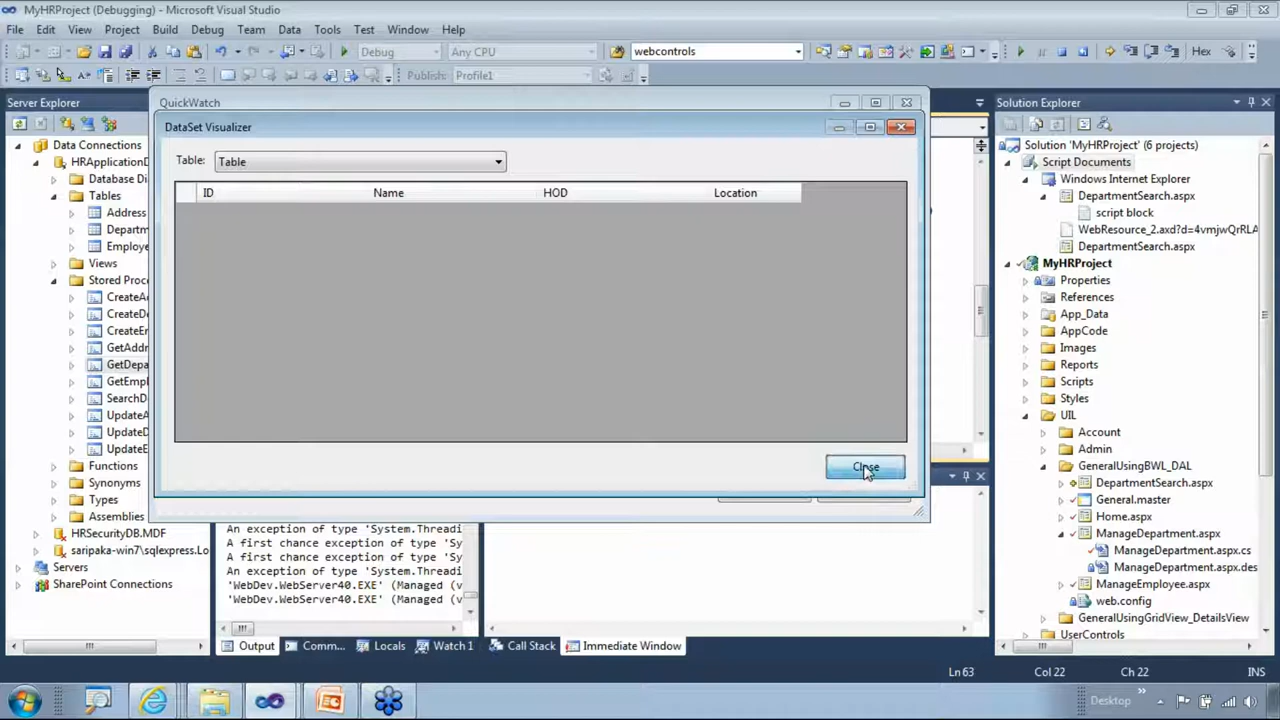 MyHRProject (Debugging) - Microsoft Visual Studio
File Edit View Project Build Debug Team Data Tools Test Window Help
Debug Any CPU webcontrols Hex
Publish: Profile1
Server Explorer
Data Connections
HRApplicationD
Database Di
Tables
Address
Departm
Employe
Views
Stored Proc
CreateAd
CreateDe
CreateEn
GetAddr
GetDepa
GetEmpl
SearchD
UpdateA
UpdateD
UpdateE
Functions
Synonyms
Types
Assemblies
HRSecurityDB.MDF
saripaka-win7\sqlexpress.Lo
Servers
SharePoint Connections
QuickWatch
DataSet Visualizer
Table: Table
ID Name HOD Location
Close
An exception of type 'System.Threadi
A first chance exception of type 'Sy
A first chance exception of type 'Sy
An exception of type 'System.Threadi
'WebDev.WebServer40.EXE' (Managed (v
'WebDev.WebServer40.EXE' (Managed (v
Output Comm... Locals Watch 1 Call Stack Immediate Window
Solution Explorer
Solution 'MyHRProject' (6 projects)
Script Documents
Windows Internet Explorer
DepartmentSearch.aspx
script block
WebResource_2.axd?d=4vmjwQrRLA
DepartmentSearch.aspx
MyHRProject
Properties
References
App_Data
AppCode
Images
Reports
Scripts
Styles
UIL
Account
Admin
GeneralUsingBWL_DAL
DepartmentSearch.aspx
General.master
Home.aspx
ManageDepartment.aspx
ManageDepartment.aspx.cs
ManageDepartment.aspx.des
ManageEmployee.aspx
web.config
GeneralUsingGridView_DetailsView
UserControls
Ln 63 Col 22 Ch 22 INS
Desktop